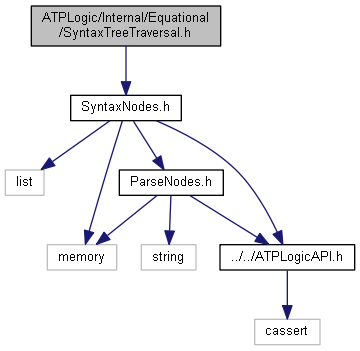 ATPLogic/Internal/Equational
/SyntaxTreeTraversal.h
SyntaxNodes.h
list
ParseNodes.h
memory
string
../../ATPLogicAPI.h
cassert